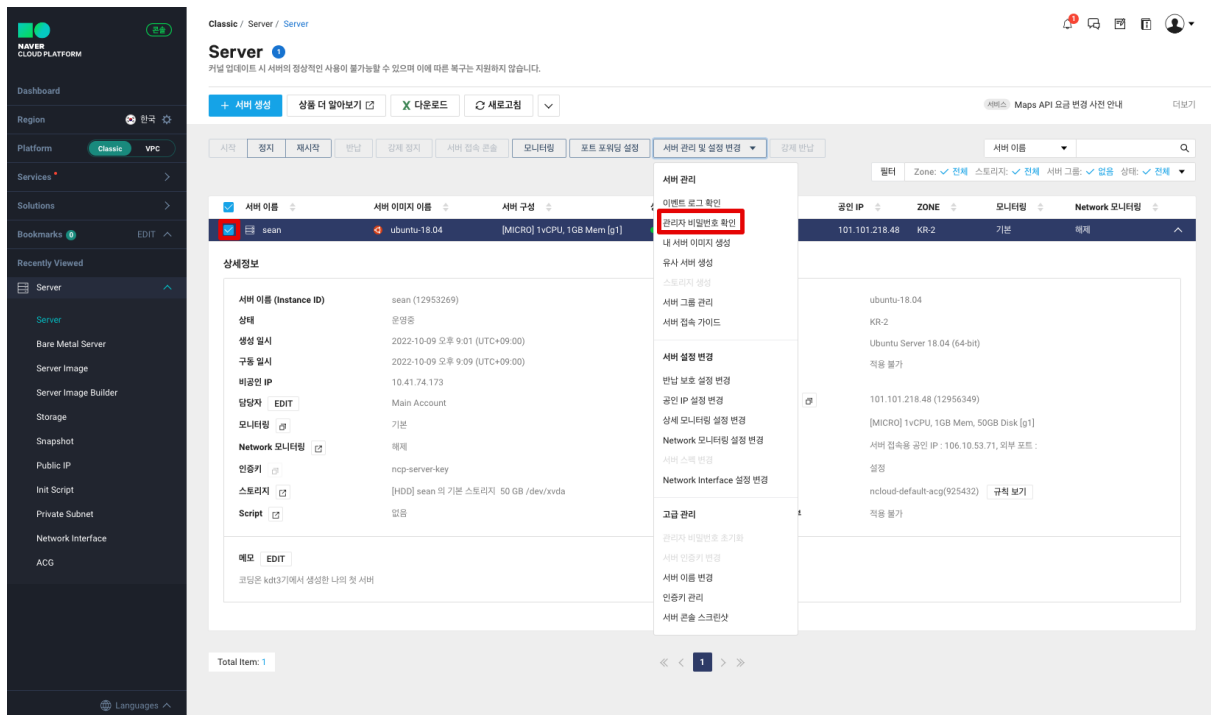 NAVER
CLOUD PLATFORM
콘솔
Dashboard
Region 한국
Platform Classic VPC
Services
Solutions
Bookmarks 0 EDIT
Recently Viewed
Server
Server
Bare Metal Server
Server Image
Server Image Builder
Storage
Snapshot
Public IP
Init Script
Private Subnet
Network Interface
ACG
Languages
Classic / Server / Server
1
Server 1
커널 업데이트 시 서버의 정상적인 사용이 불가능할 수 있으며 이에 따른 복구는 지원하지 않습니다.
+ 서버 생성 상품 더 알아보기 다운로드 새로고침
서비스 Maps API 요금 변경 사전 안내 더보기
시작 정지 재시작 반납 강제 정지 서버 접속 콘솔 모니터링 포트 포워딩 설정 서버 관리 및 설정 변경 강제 반납 서버 이름
필터 Zone: 전체 스토리지: 전체 서버 그룹: 없음 상태: 전체
서버 이름 서버 이미지 이름 서버 구성 공인 IP ZONE 모니터링 Network 모니터링
sean ubuntu-18.04 [MICRO] 1vCPU, 1GB Mem [g1] 101.101.218.48 KR-2 기본 해제
서버 관리
이벤트 로그 확인
관리자 비밀번호 확인
내 서버 이미지 생성
유사 서버 생성
스토리지 생성
서버 그룹 관리
서버 접속 가이드
서버 설정 변경
반납 보호 설정 변경
공인 IP 설정 변경
상세 모니터링 설정 변경
Network 모니터링 설정 변경
서버 스펙 변경
Network Interface 설정 변경
고급 관리
관리자 비밀번호 초기화
서버 인증키 변경
서버 이름 변경
인증키 관리
서버 콘솔 스크린샷
상세정보
서버 이름 (Instance ID) sean (12953269) ubuntu-18.04
상태 운영중 KR-2
생성 일시 2022-10-09 오후 9:01 (UTC+09:00) Ubuntu Server 18.04 (64-bit)
구동 일시 2022-10-09 오후 9:09 (UTC+09:00) 적용 불가
비공인 IP 10.41.74.173
담당자 EDIT Main Account 101.101.218.48 (12956349)
모니터링 기본 [MICRO] 1vCPU, 1GB Mem, 50GB Disk [g1]
Network 모니터링 해제 서버 접속용 공인 IP : 106.10.53.71, 외부 포트 :
인증키 ncp-server-key 설정
스토리지 [HDD] sean 의 기본 스토리지 50 GB /dev/xvda ncloud-default-acg(925432) 규칙 보기
Script 없음 적용 불가
메모 EDIT
코딩온 kdt3기에서 생성한 나의 첫 서버
Total Item: 1
1